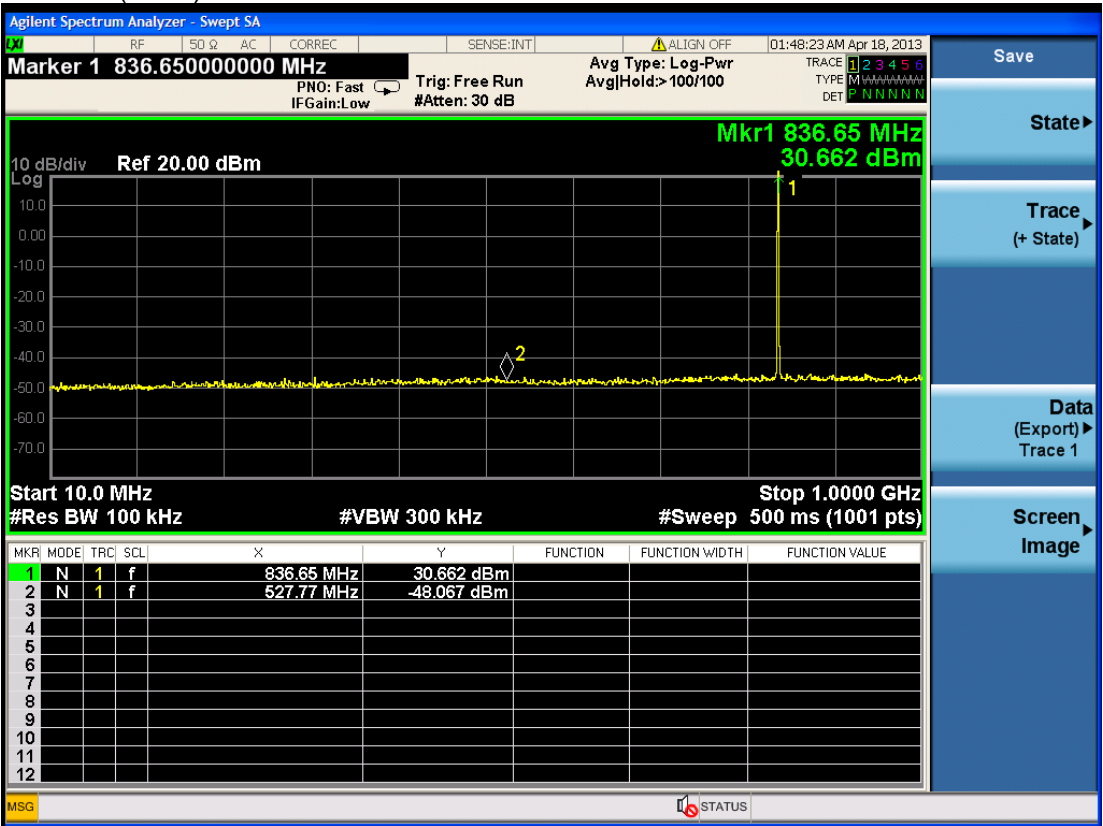 Agilent Spectrum Analyzer - Swept SA
LXI RF 50 Ω AC CORREC SENSE:INT ALIGN OFF 01:48:23 AM Apr 18, 2013
Marker 1 836.650000000 MHz
PNO: Fast
IFGain:Low
Trig: Free Run
#Atten: 30 dB
Avg Type: Log-Pwr
Avg|Hold:>100/100
TRACE 1 2 3 4 5 6
TYPE M W W W W W
DET P N N N N N
Mkr1 836.65 MHz
30.662 dBm
10 dB/div Ref 20.00 dBm
Log
10.0
0.00
-10.0
-20.0
-30.0
-40.0
-50.0
-60.0
-70.0
1
2
Start 10.0 MHz Stop 1.0000 GHz
#Res BW 100 kHz #VBW 300 kHz #Sweep 500 ms (1001 pts)
MKR MODE TRC SCL X Y FUNCTION FUNCTION WIDTH FUNCTION VALUE
1 N 1 f 836.65 MHz 30.662 dBm
2 N 1 f 527.77 MHz -48.067 dBm
3
4
5
6
7
8
9
10
11
12
MSG STATUS
Save
State
Trace
(+ State)
Data
(Export)
Trace 1
Screen
Image